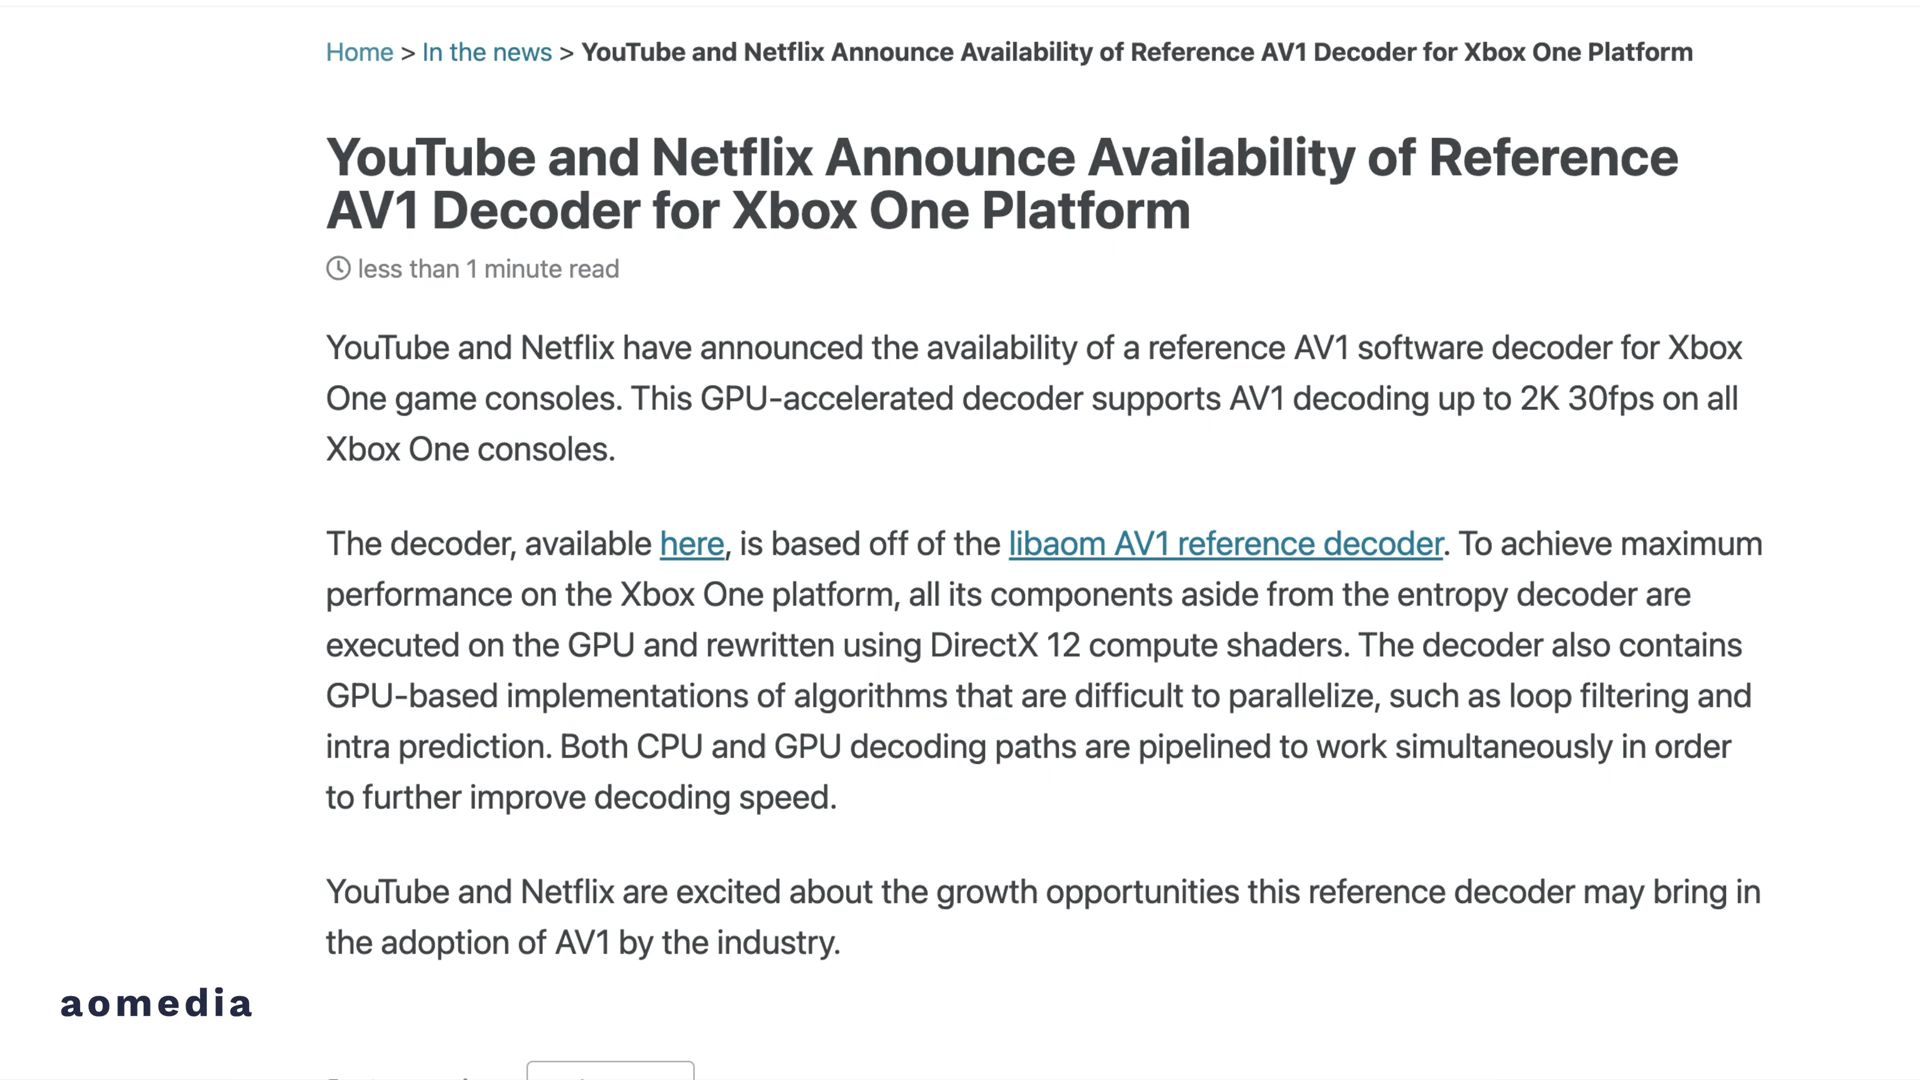 Home > In the news > YouTube and Netflix Announce Availability of Reference AV1 Decoder for Xbox One Platform
YouTube and Netflix Announce Availability of Reference
AV1 Decoder for Xbox One Platform
less than 1 minute read
YouTube and Netflix have announced the availability of a reference AV1 software decoder for Xbox
One game consoles. This GPU-accelerated decoder supports AV1 decoding up to 2K 30fps on all
Xbox One consoles.
The decoder, available here, is based off of the libaom AV1 reference decoder. To achieve maximum
performance on the Xbox One platform, all its components aside from the entropy decoder are
executed on the GPU and rewritten using DirectX 12 compute shaders. The decoder also contains
GPU-based implementations of algorithms that are difficult to parallelize, such as loop filtering and
intra prediction. Both CPU and GPU decoding paths are pipelined to work simultaneously in order
to further improve decoding speed.
YouTube and Netflix are excited about the growth opportunities this reference decoder may bring in
the adoption of AV1 by the industry.
aomedia